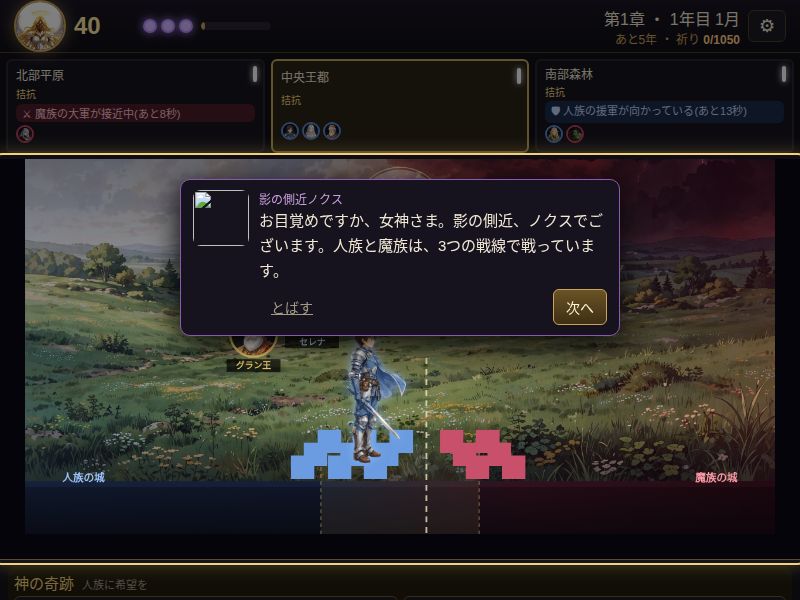 40
第1章 ・ 1年目 1月
あと5年 ・ 祈り 0/1050
北部平原
拮抗
魔族の大軍が接近中(あと8秒)
中央王都
拮抗
南部森林
拮抗
人族の援軍が向かっている(あと13秒)
影の側近ノクス
お目覚めですか、女神さま。影の側近、ノクスでご
ざいます。人族と魔族は、3つの戦線で戦っていま
す。
とばす
次へ
セレナ
グラン王
人族の城
魔族の城
神の奇跡 人族に希望を